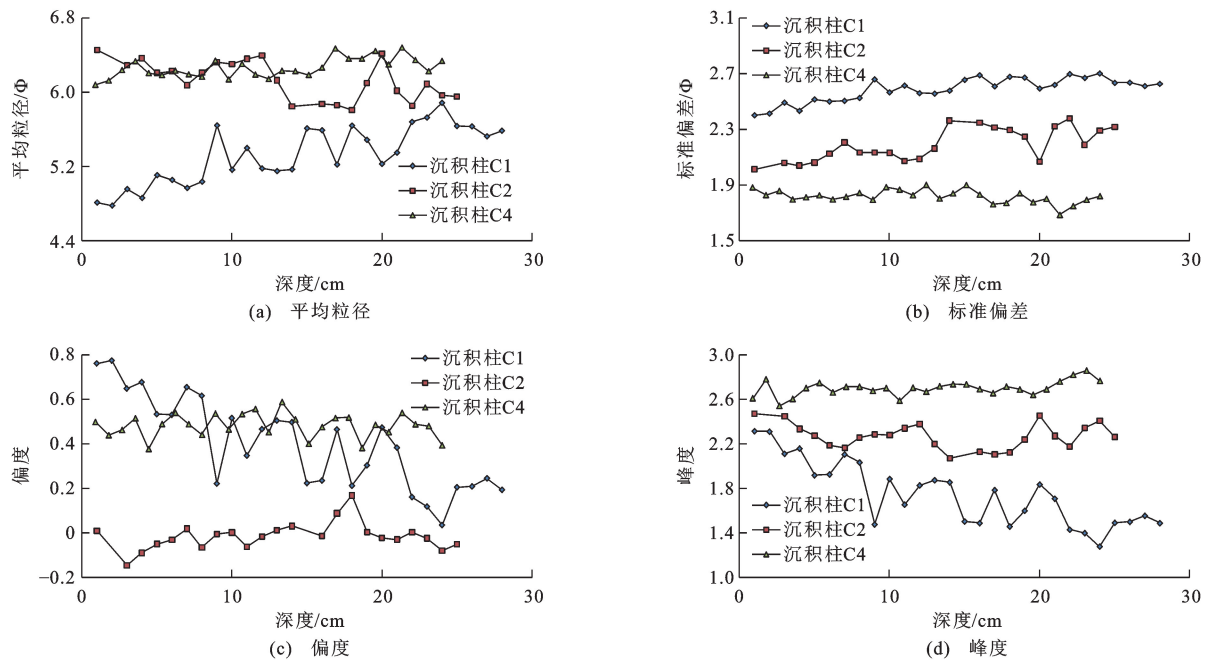 6.8
6.0
5.2
4.4
平均粒径/Φ
沉积柱C1
沉积柱C2
沉积柱C4
0
10
20
30
深度/cm
(a) 平均粒径
3.1
2.7
2.3
1.9
1.5
标准偏差/Φ
沉积柱C1
沉积柱C2
沉积柱C4
0
10
20
30
深度/cm
(b) 标准偏差
0.8
0.6
0.4
0.2
0
−0.2
偏度
沉积柱C1
沉积柱C2
沉积柱C4
0
10
20
30
深度/cm
(c) 偏度
3.0
2.6
2.2
1.8
1.4
1.0
峰度
沉积柱C1
沉积柱C2
沉积柱C4
0
10
20
30
深度/cm
(d) 峰度